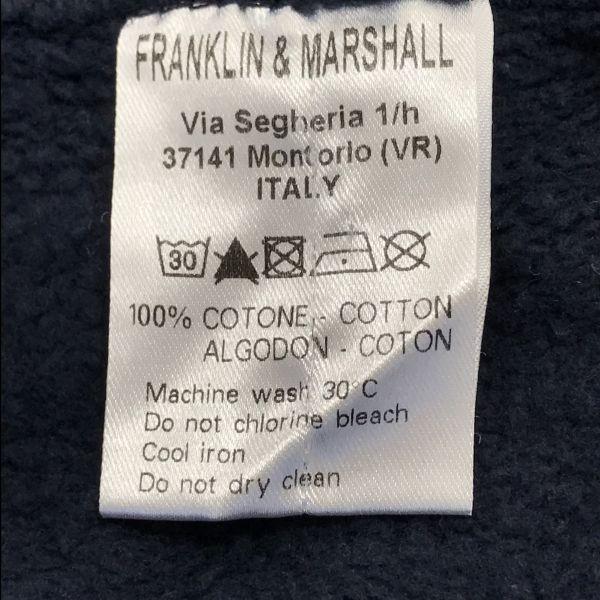 FRANKLIN & MARSHALL
Via Segheria 1/h
37141 Montorio (VR)
ITALY
30
100% COTONE - COTTON
ALGODON - COTON
Machine wash 30°C
Do not chlorine bleach
Cool iron
Do not dry clean